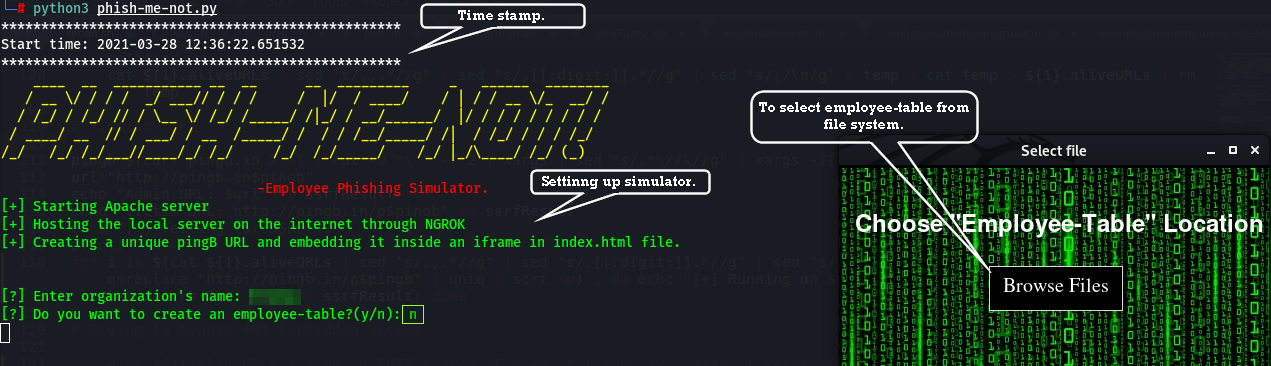 └─# python3 phish-me-not.py
**************************************************
Start time: 2021-03-28 12:36:22.651532
**************************************************
Time stamp.
PHISH-ME-NOT!
-Employee Phishing Simulator.
Settinng up simulator.
[+] Starting Apache server
[+] Hosting the local server on the internet through NGROK
[+] Creating a unique pingB URL and embedding it inside an iframe in index.html file.
[?] Enter organization's name:
[?] Do you want to create an employee-table?(y/n): n
To select employee-table from
file system.
Select file
Choose "Employee-Table" Location
Browse Files